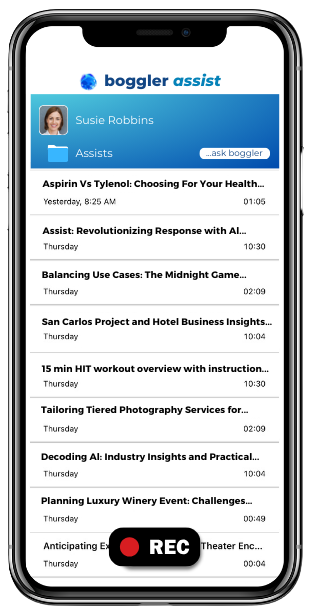 boggler assist
Susie Robbins
Assists
...ask boggler
Aspirin Vs Tylenol: Choosing For Your Health...
Yesterday, 8:25 AM 01:05
Assist: Revolutionizing Response with AI...
Thursday 10:30
Balancing Use Cases: The Midnight Game...
Thursday 02:09
San Carlos Project and Hotel Business Insights...
Thursday 10:04
15 min HIT workout overview with instruction...
Thursday 10:30
Tailoring Tiered Photography Services for...
Thursday 02:09
Decoding AI: Industry Insights and Practical...
Thursday 10:04
Planning Luxury Winery Event: Challenges...
Thursday 00:49
Anticipating Ex Theater Enc...
REC
Thursday 00:04